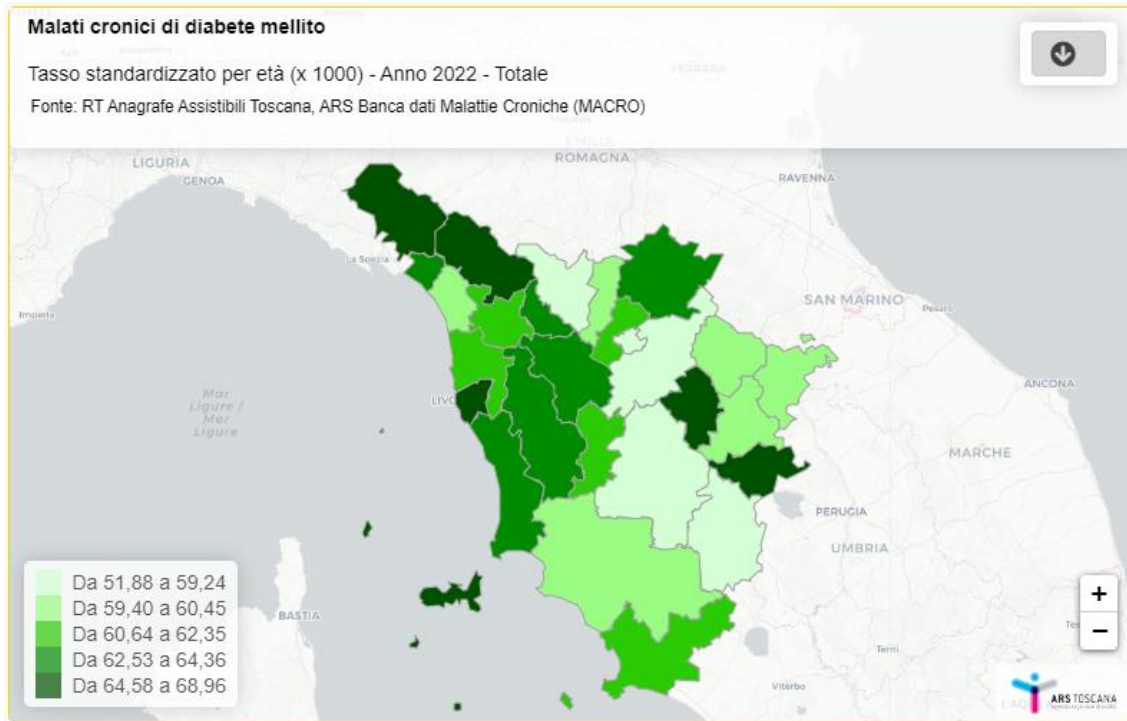 Malati cronici di diabete mellito
Tasso standardizzato per età (x 1000) - Anno 2022 - Totale
Fonte: RT Anagrafe Assistibili Toscana, ARS Banca dati Malattie Croniche (MACRO)
FERRARA
EMILIA
ROMAGNA
LIGURIA
GENOA
RAVENNA
La Spezia
Imperia
SAN MARINO
Pesaro
ANCONA
Mar
Ligure /
Mer
Ligure
LIVO
MARCHE
PERUGIA
UMBRIA
BASTIA
Terni
Viterbo
Da 51,88 a 59,24
Da 59,40 a 60,45
Da 60,64 a 62,35
Da 62,53 a 64,36
Da 64,58 a 68,96
+
−
ARS TOSCANA